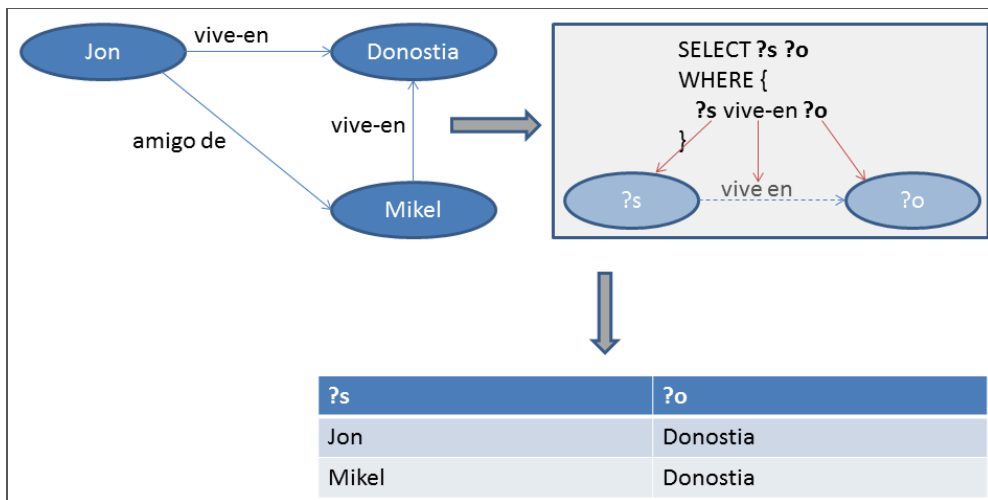 Jon
vive-en
Donostia
amigo de
vive-en
Mikel
SELECT ?s ?o
WHERE {
?s vive-en ?o
}
?s
vive en
?o
?s ?o
Jon Donostia
Mikel Donostia